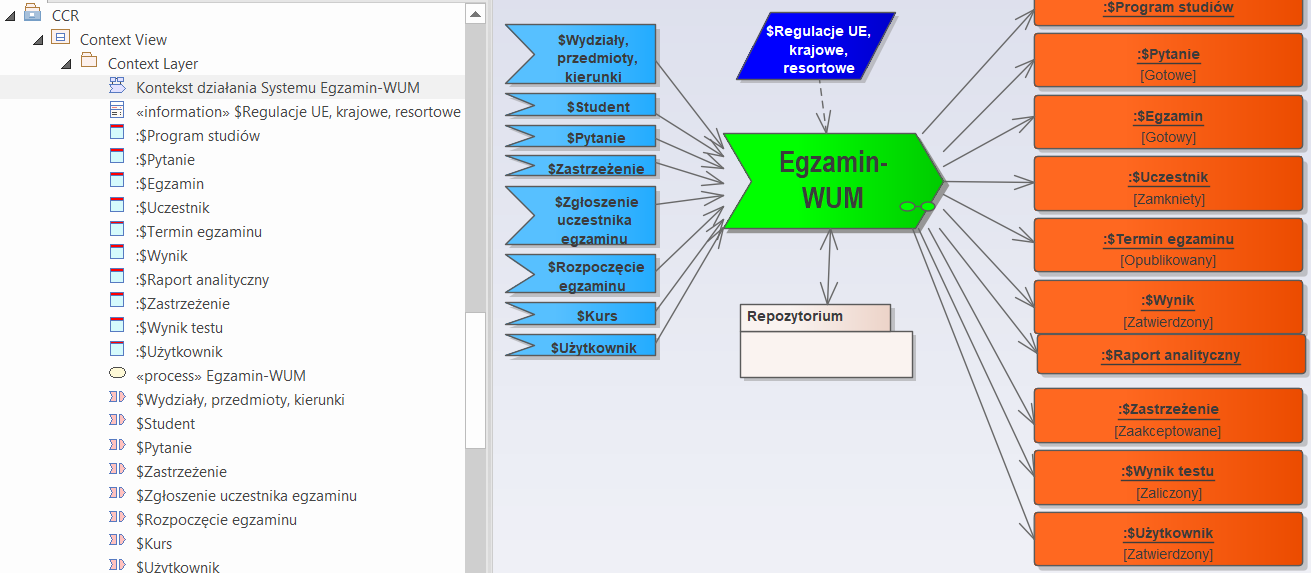 CCR
Context View
Context Layer
Kontekst działania Systemu Egzamin-WUM
«information» $Regulacje UE, krajowe, resortowe
:$Program studiów
:$Pytanie
:$Egzamin
:$Uczestnik
:$Termin egzaminu
:$Wynik
:$Raport analityczny
:$Zastrzeżenie
:$Wynik testu
:$Użytkownik
«process» Egzamin-WUM
$Wydziały, przedmioty, kierunki
$Student
$Pytanie
$Zastrzeżenie
$Zgłoszenie uczestnika egzaminu
$Rozpoczęcie egzaminu
$Kurs
$Użytkownik
$Wydziały,
przedmioty,
kierunki
$Student
$Pytanie
$Zastrzeżenie
$Zgłoszenie
uczestnika
egzaminu
$Rozpoczęcie
egzaminu
$Kurs
$Użytkownik
$Regulacje UE,
krajowe,
resortowe
Egzamin-
WUM
Repozytorium
:$Program studiów
:$Pytanie
[Gotowe]
:$Egzamin
[Gotowy]
:$Uczestnik
[Zamkniety]
:$Termin egzaminu
[Opublikowany]
:$Wynik
[Zatwierdzony]
:$Raport analityczny
:$Zastrzeżenie
[Zaakceptowane]
:$Wynik testu
[Zaliczony]
:$Użytkownik
[Zatwierdzony]